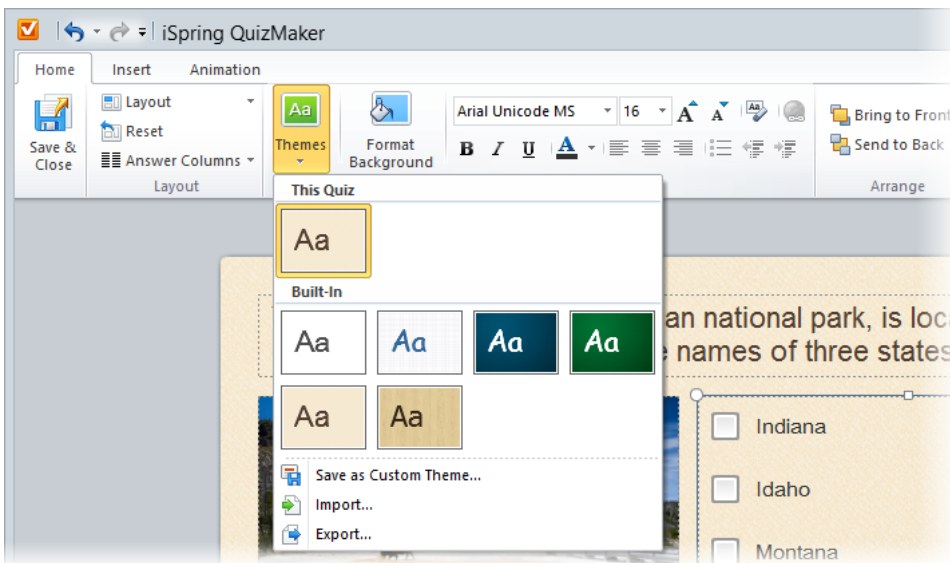 iSpring QuizMaker
Home Insert Animation
Save & Close
Layout
Reset
Answer Columns
Layout
Aa
Themes
Format Background
Arial Unicode MS 16
B I U A
Bring to Front
Send to Back
Arrange
This Quiz
Aa
Built-In
Aa Aa Aa Aa
Aa Aa
Save as Custom Theme...
Import...
Export...
an national park, is loc
names of three states
Indiana
Idaho
Montana